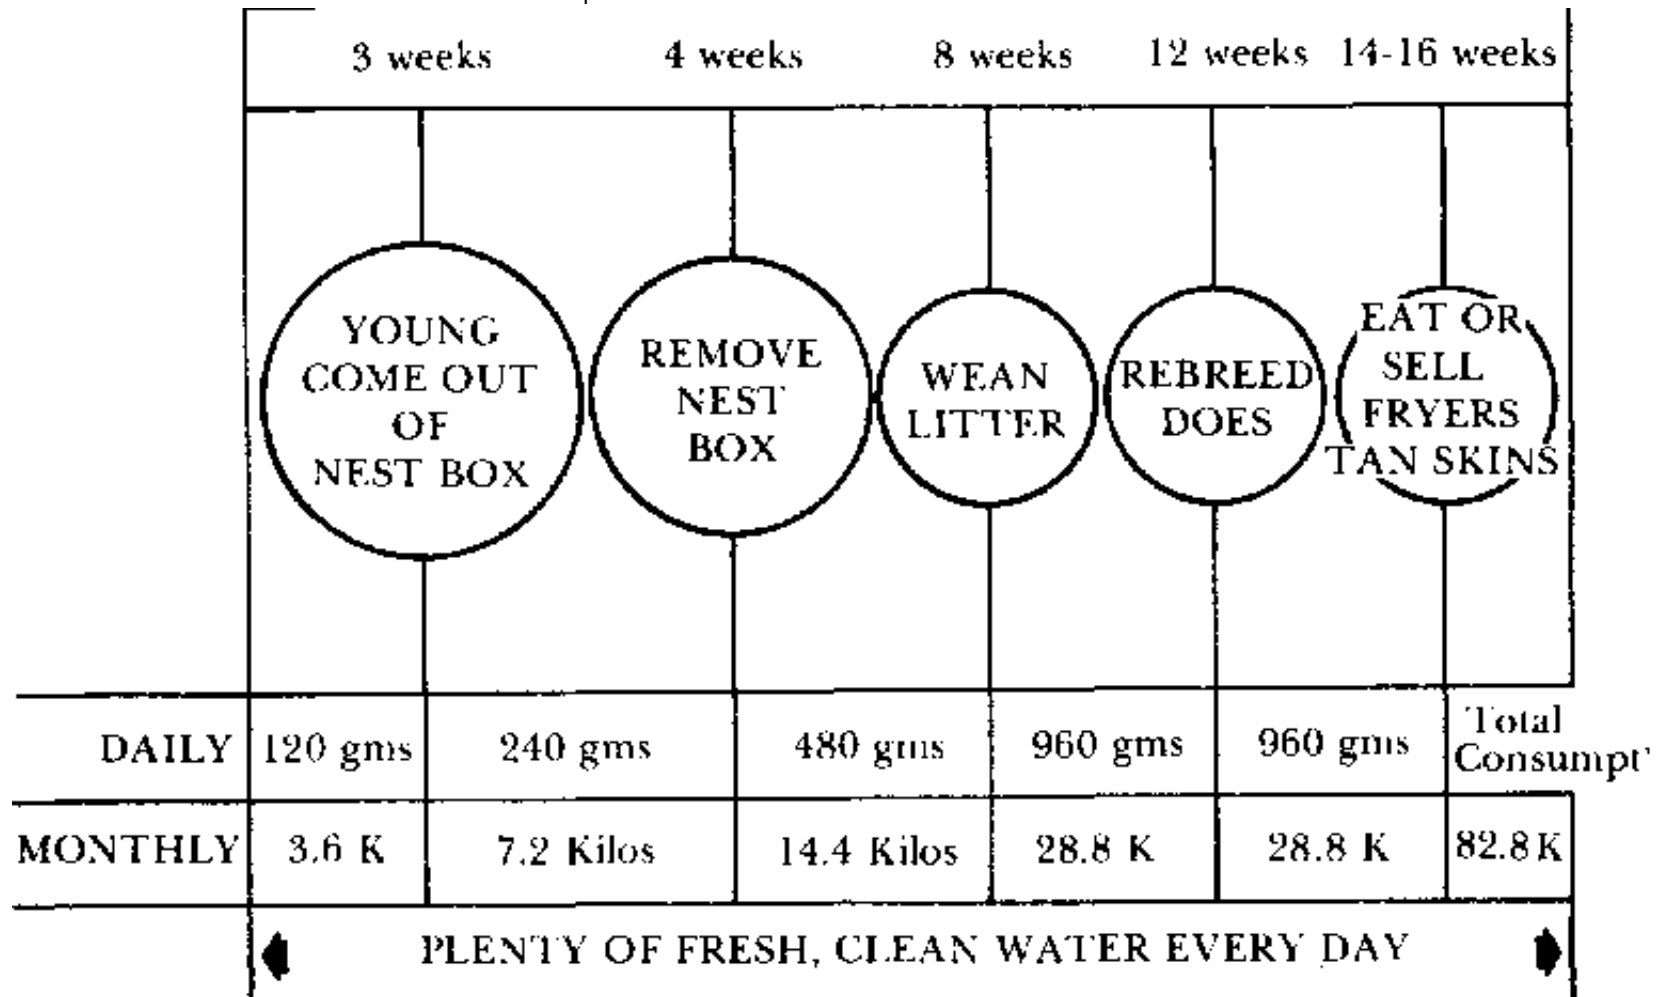 3 weeks 4 weeks 8 weeks 12 weeks 14-16 weeks
YOUNG
COME OUT
OF
NEST BOX
REMOVE
NEST
BOX
WEAN
LITTER
REBREED
DOES
EAT OR
SELL
FRYERS
TAN SKINS
DAILY 120 gms 240 gms 480 gms 960 gms 960 gms Total
Consumpt'
MONTHLY 3.6 K 7.2 Kilos 14.4 Kilos 28.8 K 28.8 K 82.8 K
PLENTY OF FRESH, CLEAN WATER EVERY DAY